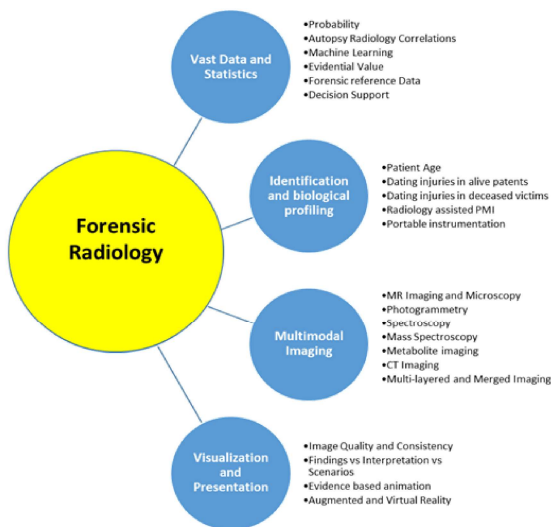 Forensic
Radiology
Vast Data and
Statistics
•Probability
•Autopsy Radiology Correlations
•Machine Learning
•Evidential Value
•Forensic reference Data
•Decision Support
Identification
and biological
profiling
•Patient Age
•Dating injuries in alive patents
•Dating injuries in deceased victims
•Radiology assisted PMI
•Portable instrumentation
Multimodal
Imaging
•MR Imaging and Microscopy
•Photogrammetry
•Spectroscopy
•Mass Spectroscopy
•Metabolite imaging
•CT Imaging
•Multi-layered and Merged Imaging
Visualization
and
Presentation
•Image Quality and Consistency
•Findings vs Interpretation vs
Scenarios
•Evidence based animation
•Augmented and Virtual Reality